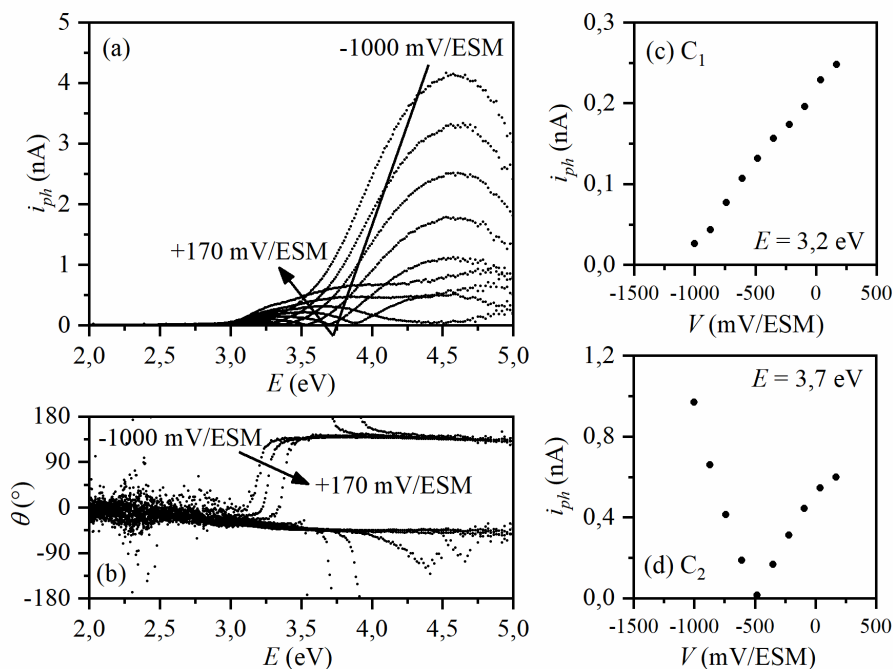 (a)
-1000 mV/ESM
+170 mV/ESM
i_ph (nA)
5
4
3
2
1
0
2,0 2,5 3,0 3,5 4,0 4,5 5,0
E (eV)
(b)
-1000 mV/ESM
+170 mV/ESM
θ (°)
180
90
0
-90
-180
2,0 2,5 3,0 3,5 4,0 4,5 5,0
E (eV)
(c) C₁
E = 3,2 eV
i_ph (nA)
0,3
0,2
0,1
0,0
-1500 -1000 -500 0 500
V (mV/ESM)
E = 3,7 eV
(d) C₂
i_ph (nA)
1,2
0,9
0,6
0,3
0,0
-1500 -1000 -500 0 500
V (mV/ESM)